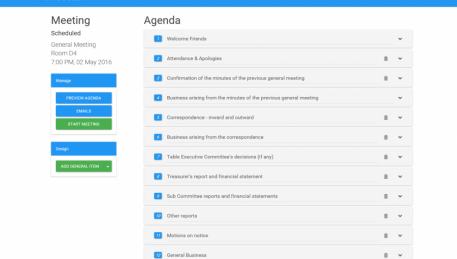 Meeting
Scheduled
General Meeting
Room D4
7:00 PM, 02 May 2016
Manage
PREVIEW AGENDA
EMAILS
START MEETING
Design
ADD GENERAL ITEM
Agenda
1 Welcome Friends
2 Attendance & Apologies
3 Confirmation of the minutes of the previous general meeting
4 Business arising from the minutes of the previous general meeting
5 Correspondence - inward and outward
6 Business arising from the correspondence
7 Table Executive Committee's decisions (if any)
8 Treasurer's report and financial statement
9 Sub Committee reports and financial statements
10 Other reports
11 Motions on notice
12 General Business